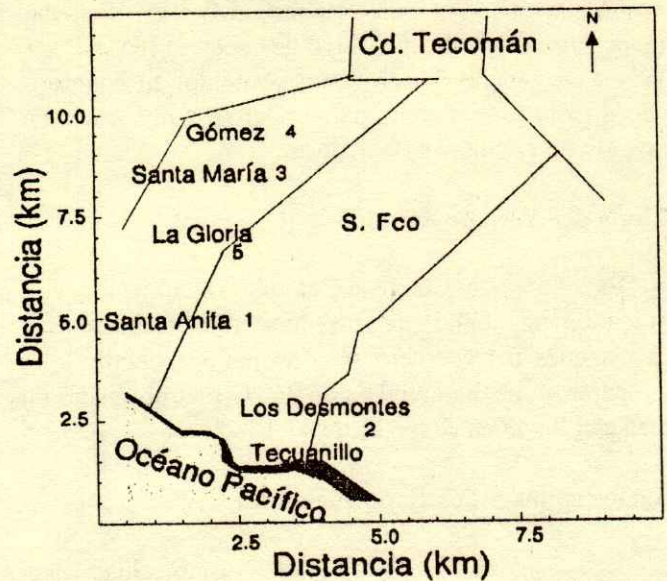 N
Cd. Tecomán
10.0
Gómez 4
Santa María 3
Distancia (km)
7.5
La Gloria
5
S. Fco
5.0
Santa Anita 1
2.5
Los Desmontes
2
Tecuanillo
Océano Pacífico
2.5
5.0
7.5
Distancia (km)